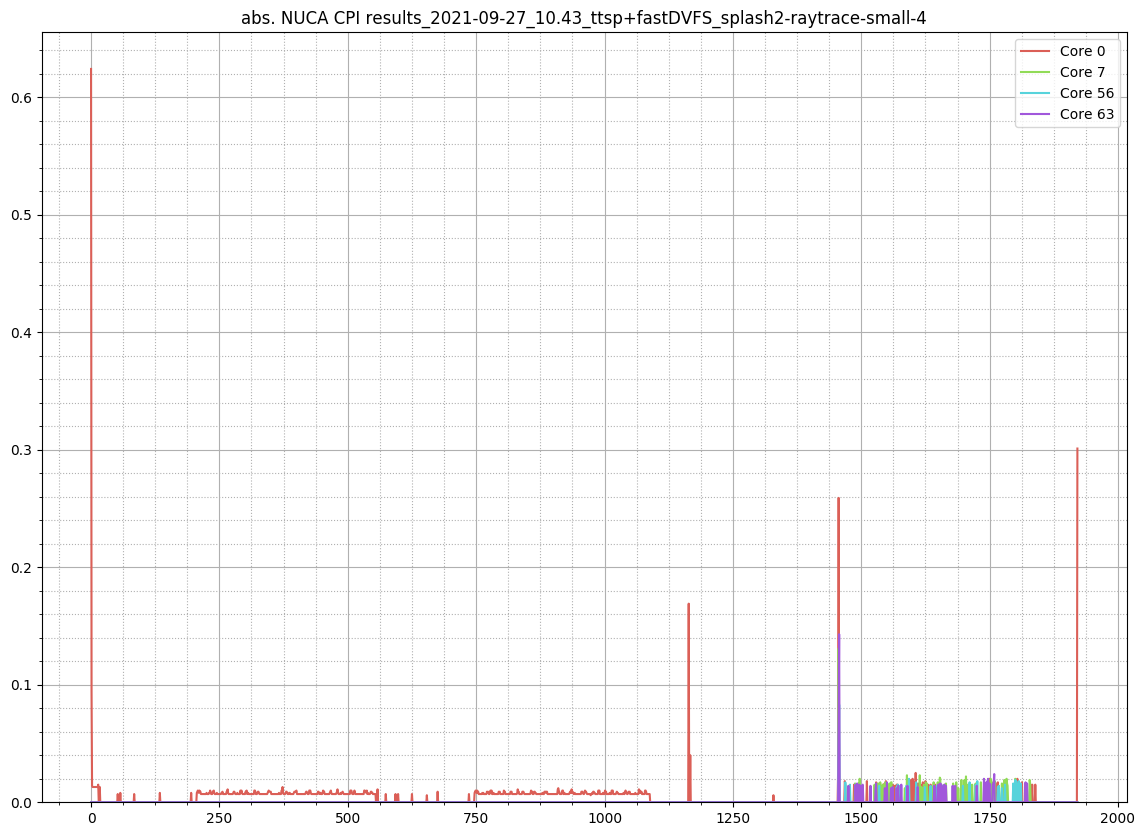 abs. NUCA CPI results_2021-09-27_10.43_ttsp+fastDVFS_splash2-raytrace-small-4
Core 0
Core 7
Core 56
Core 63
0.6
0.5
0.4
0.3
0.2
0.1
0.0
0 250 500 750 1000 1250 1500 1750 2000